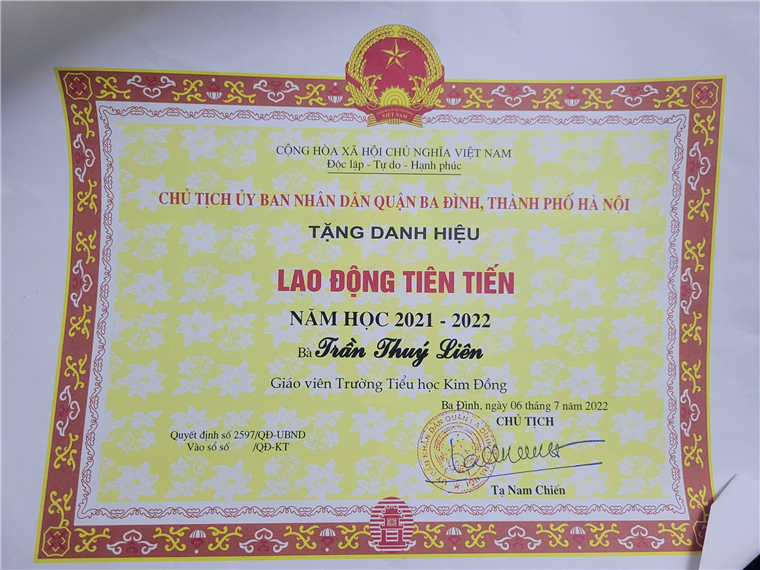 VIỆT NAM
CỘNG HÒA XÃ HỘI CHỦ NGHĨA VIỆT NAM
Độc lập - Tự do - Hạnh phúc
CHỦ TỊCH ỦY BAN NHÂN DÂN QUẬN BA ĐÌNH, THÀNH PHỐ HÀ NỘI
TẶNG DANH HIỆU
LAO ĐỘNG TIÊN TIẾN
NĂM HỌC 2021 - 2022
Bà Trần Thuý Liên
Giáo viên Trường Tiểu học Kim Đồng
Ba Đình, ngày 06 tháng 7 năm 2022
CHỦ TỊCH
Quyết định số 2597/QĐ-UBND
Vào sổ số /QĐ-KT
Tạ Nam Chiến